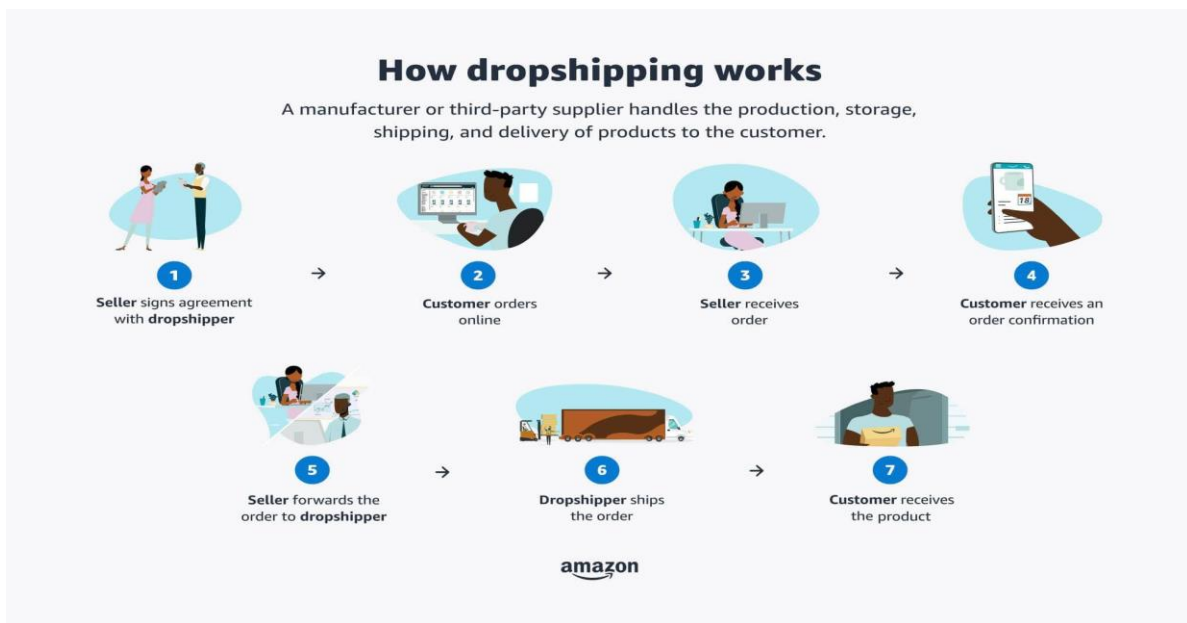 How dropshipping works
A manufacturer or third-party supplier handles the production, storage,
shipping, and delivery of products to the customer.
1
Seller signs agreement
with dropshipper
2
Customer orders
online
3
Seller receives
order
18
4
Customer receives an
order confirmation
5
Seller forwards the
order to dropshipper
6
Dropshipper ships
the order
7
Customer receives
the product
amazon